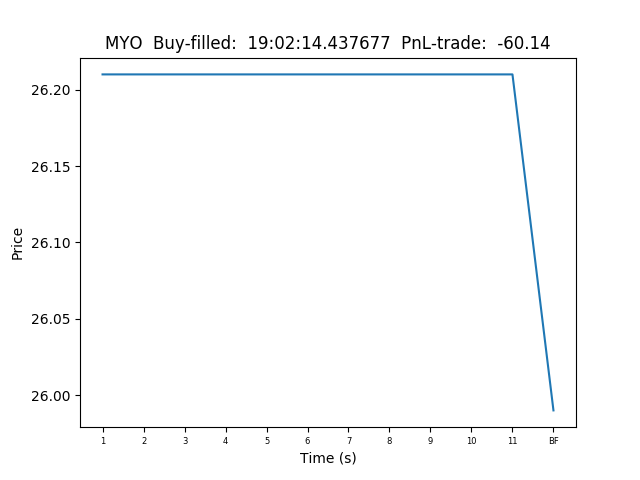 MYO  Buy-filled:  19:02:14.437677  PnL-trade:  -60.14
26.20
26.15
26.10
26.05
26.00
Price
1 2 3 4 5 6 7 8 9 10 11 BF
Time (s)